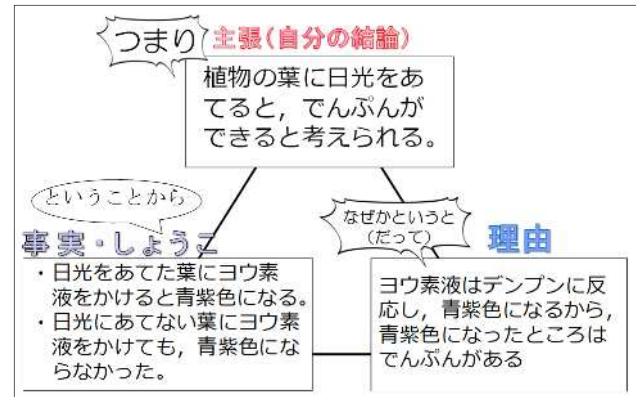 つまり
主張(自分の結論)
植物の葉に日光をあ
てると，でんぷんが
できると考えられる。
ということから
事実・しょうこ
・日光をあてた葉にヨウ素
液をかけると青紫色になる。
・日光にあてない葉にヨウ素
液をかけても，青紫色にな
らなかった。
なぜかというと
(だって)
理由
ヨウ素液はデンプンに反
応し，青紫色になるから，
青紫色になったところは
でんぷんがある